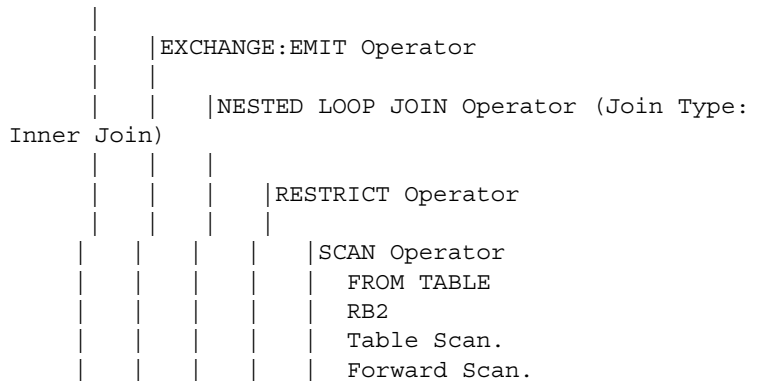 |
| |EXCHANGE:EMIT Operator
| |
| | |NESTED LOOP JOIN Operator (Join Type:
Inner Join)
| | |
| | | |RESTRICT Operator
| | | |
| | | | |SCAN Operator
| | | | | FROM TABLE
| | | | | RB2
| | | | | Table Scan.
| | | | | Forward Scan.